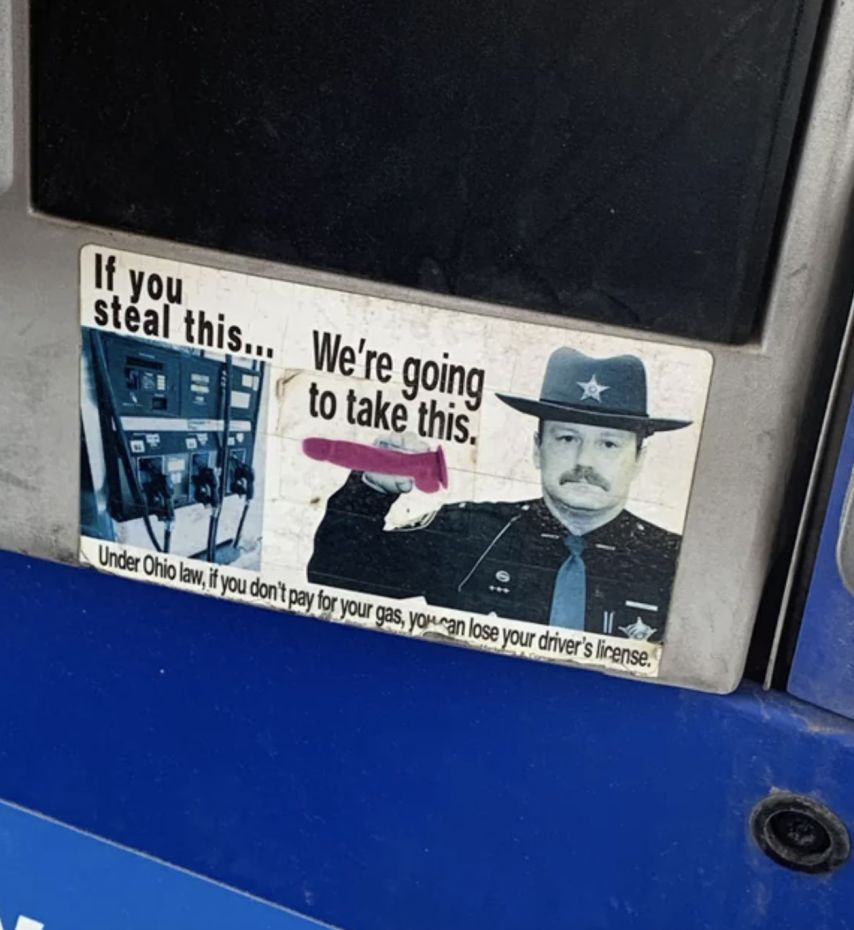 If you
steal this...
We're going
to take this.
Under Ohio law, if you don't pay for your gas, you can lose your driver's license.